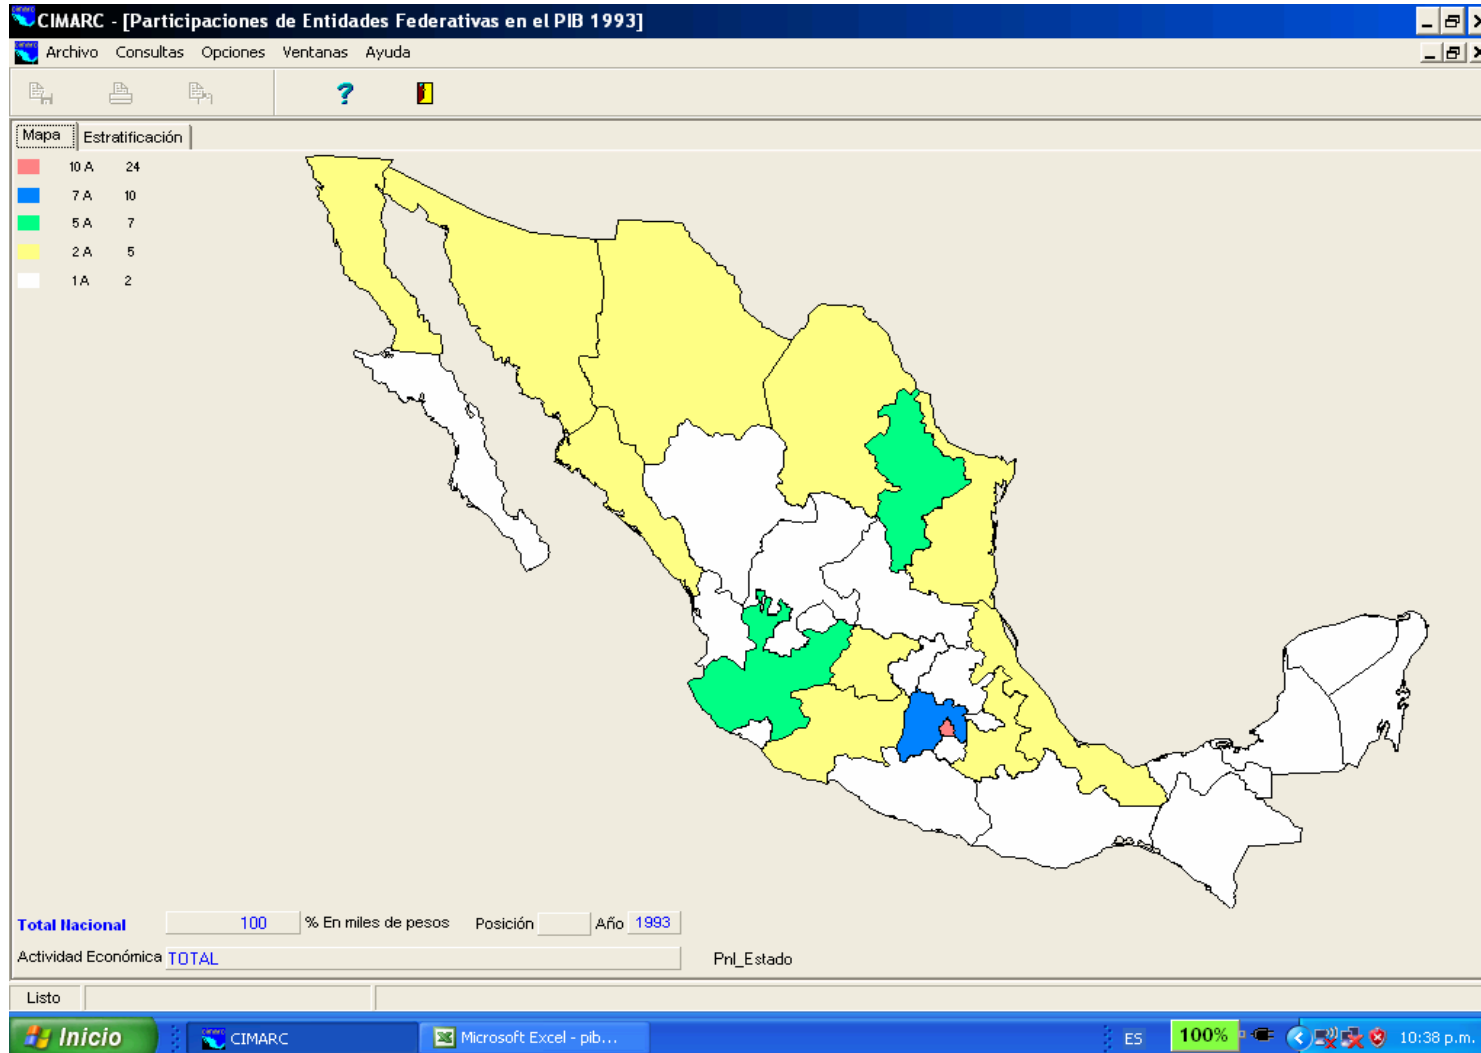 CIMARC - [Participaciones de Entidades Federativas en el PIB 1993]
Archivo Consultas Opciones Ventanas Ayuda
Mapa Estratificación
10 A 24
7 A 10
5 A 7
2 A 5
1 A 2
Total Nacional 100 % En miles de pesos Posición Año 1993
Actividad Económica TOTAL Pnl_Estado
Listo
Inicio CIMARC Microsoft Excel - pib... ES 100% 10:38 p.m.